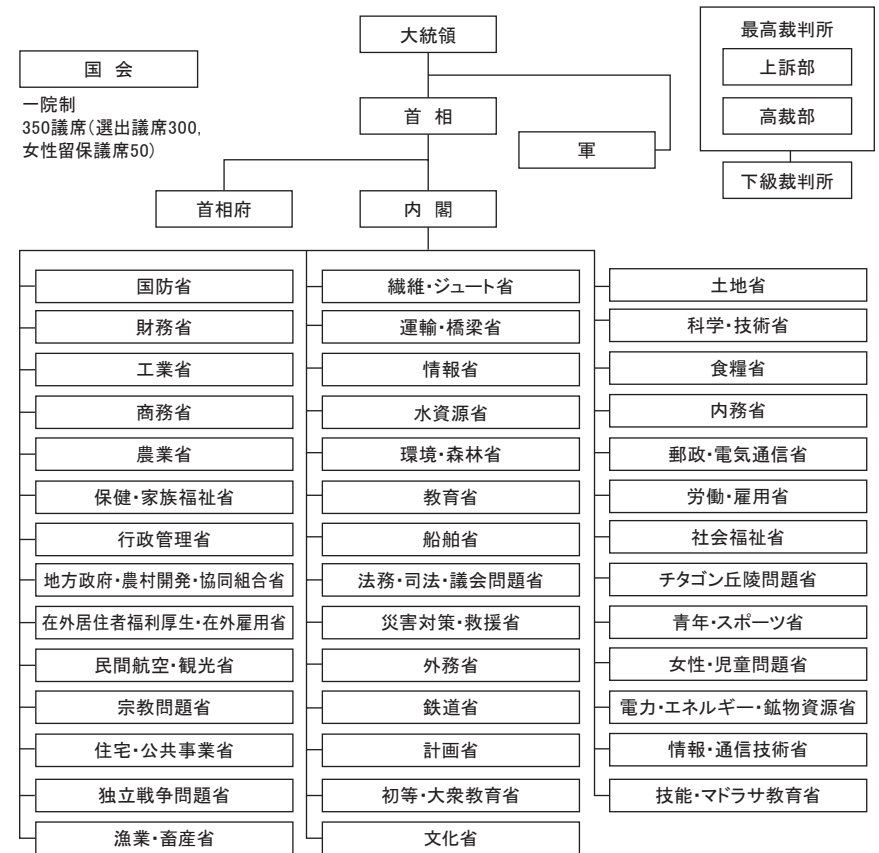 大統領
国 会
一院制
350議席(選出議席300,
女性留保議席50)
首 相
軍
首相府
内 閣
最高裁判所
上訴部
高裁部
下級裁判所
国防省
財務省
工業省
商務省
農業省
保健・家族福祉省
行政管理省
地方政府・農村開発・協同組合省
在外居住者福利厚生・在外雇用省
民間航空・観光省
宗教問題省
住宅・公共事業省
独立戦争問題省
漁業・畜産省
繊維・ジュート省
運輸・橋梁省
情報省
水資源省
環境・森林省
教育省
船舶省
法務・司法・議会問題省
災害対策・救援省
外務省
鉄道省
計画省
初等・大衆教育省
文化省
土地省
科学・技術省
食糧省
内務省
郵政・電気通信省
労働・雇用省
社会福祉省
チタゴン丘陵問題省
青年・スポーツ省
女性・児童問題省
電力・エネルギー・鉱物資源省
情報・通信技術省
技能・マドラサ教育省